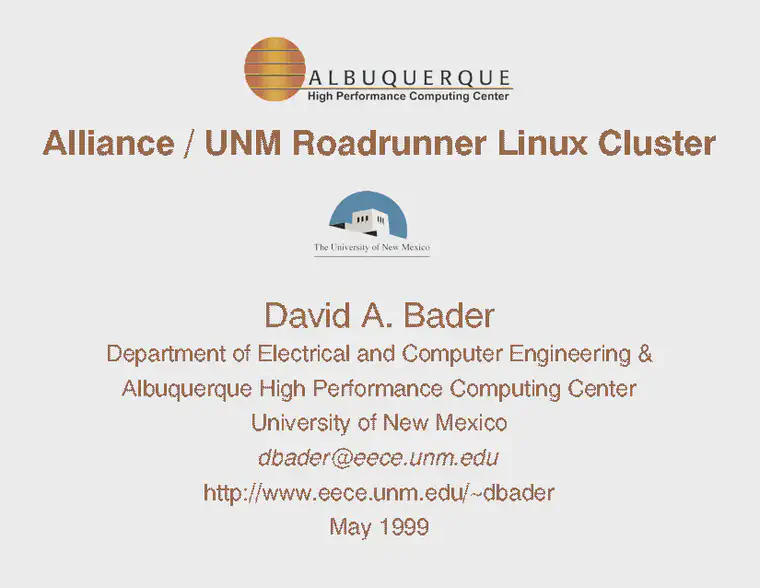 ALBUQUERQUE
High Performance Computing Center
Alliance / UNM Roadrunner Linux Cluster
The University of New Mexico
David A. Bader
Department of Electrical and Computer Engineering &
Albuquerque High Performance Computing Center
University of New Mexico
dbader@eece.unm.edu
http://www.eece.unm.edu/~dbader
May 1999